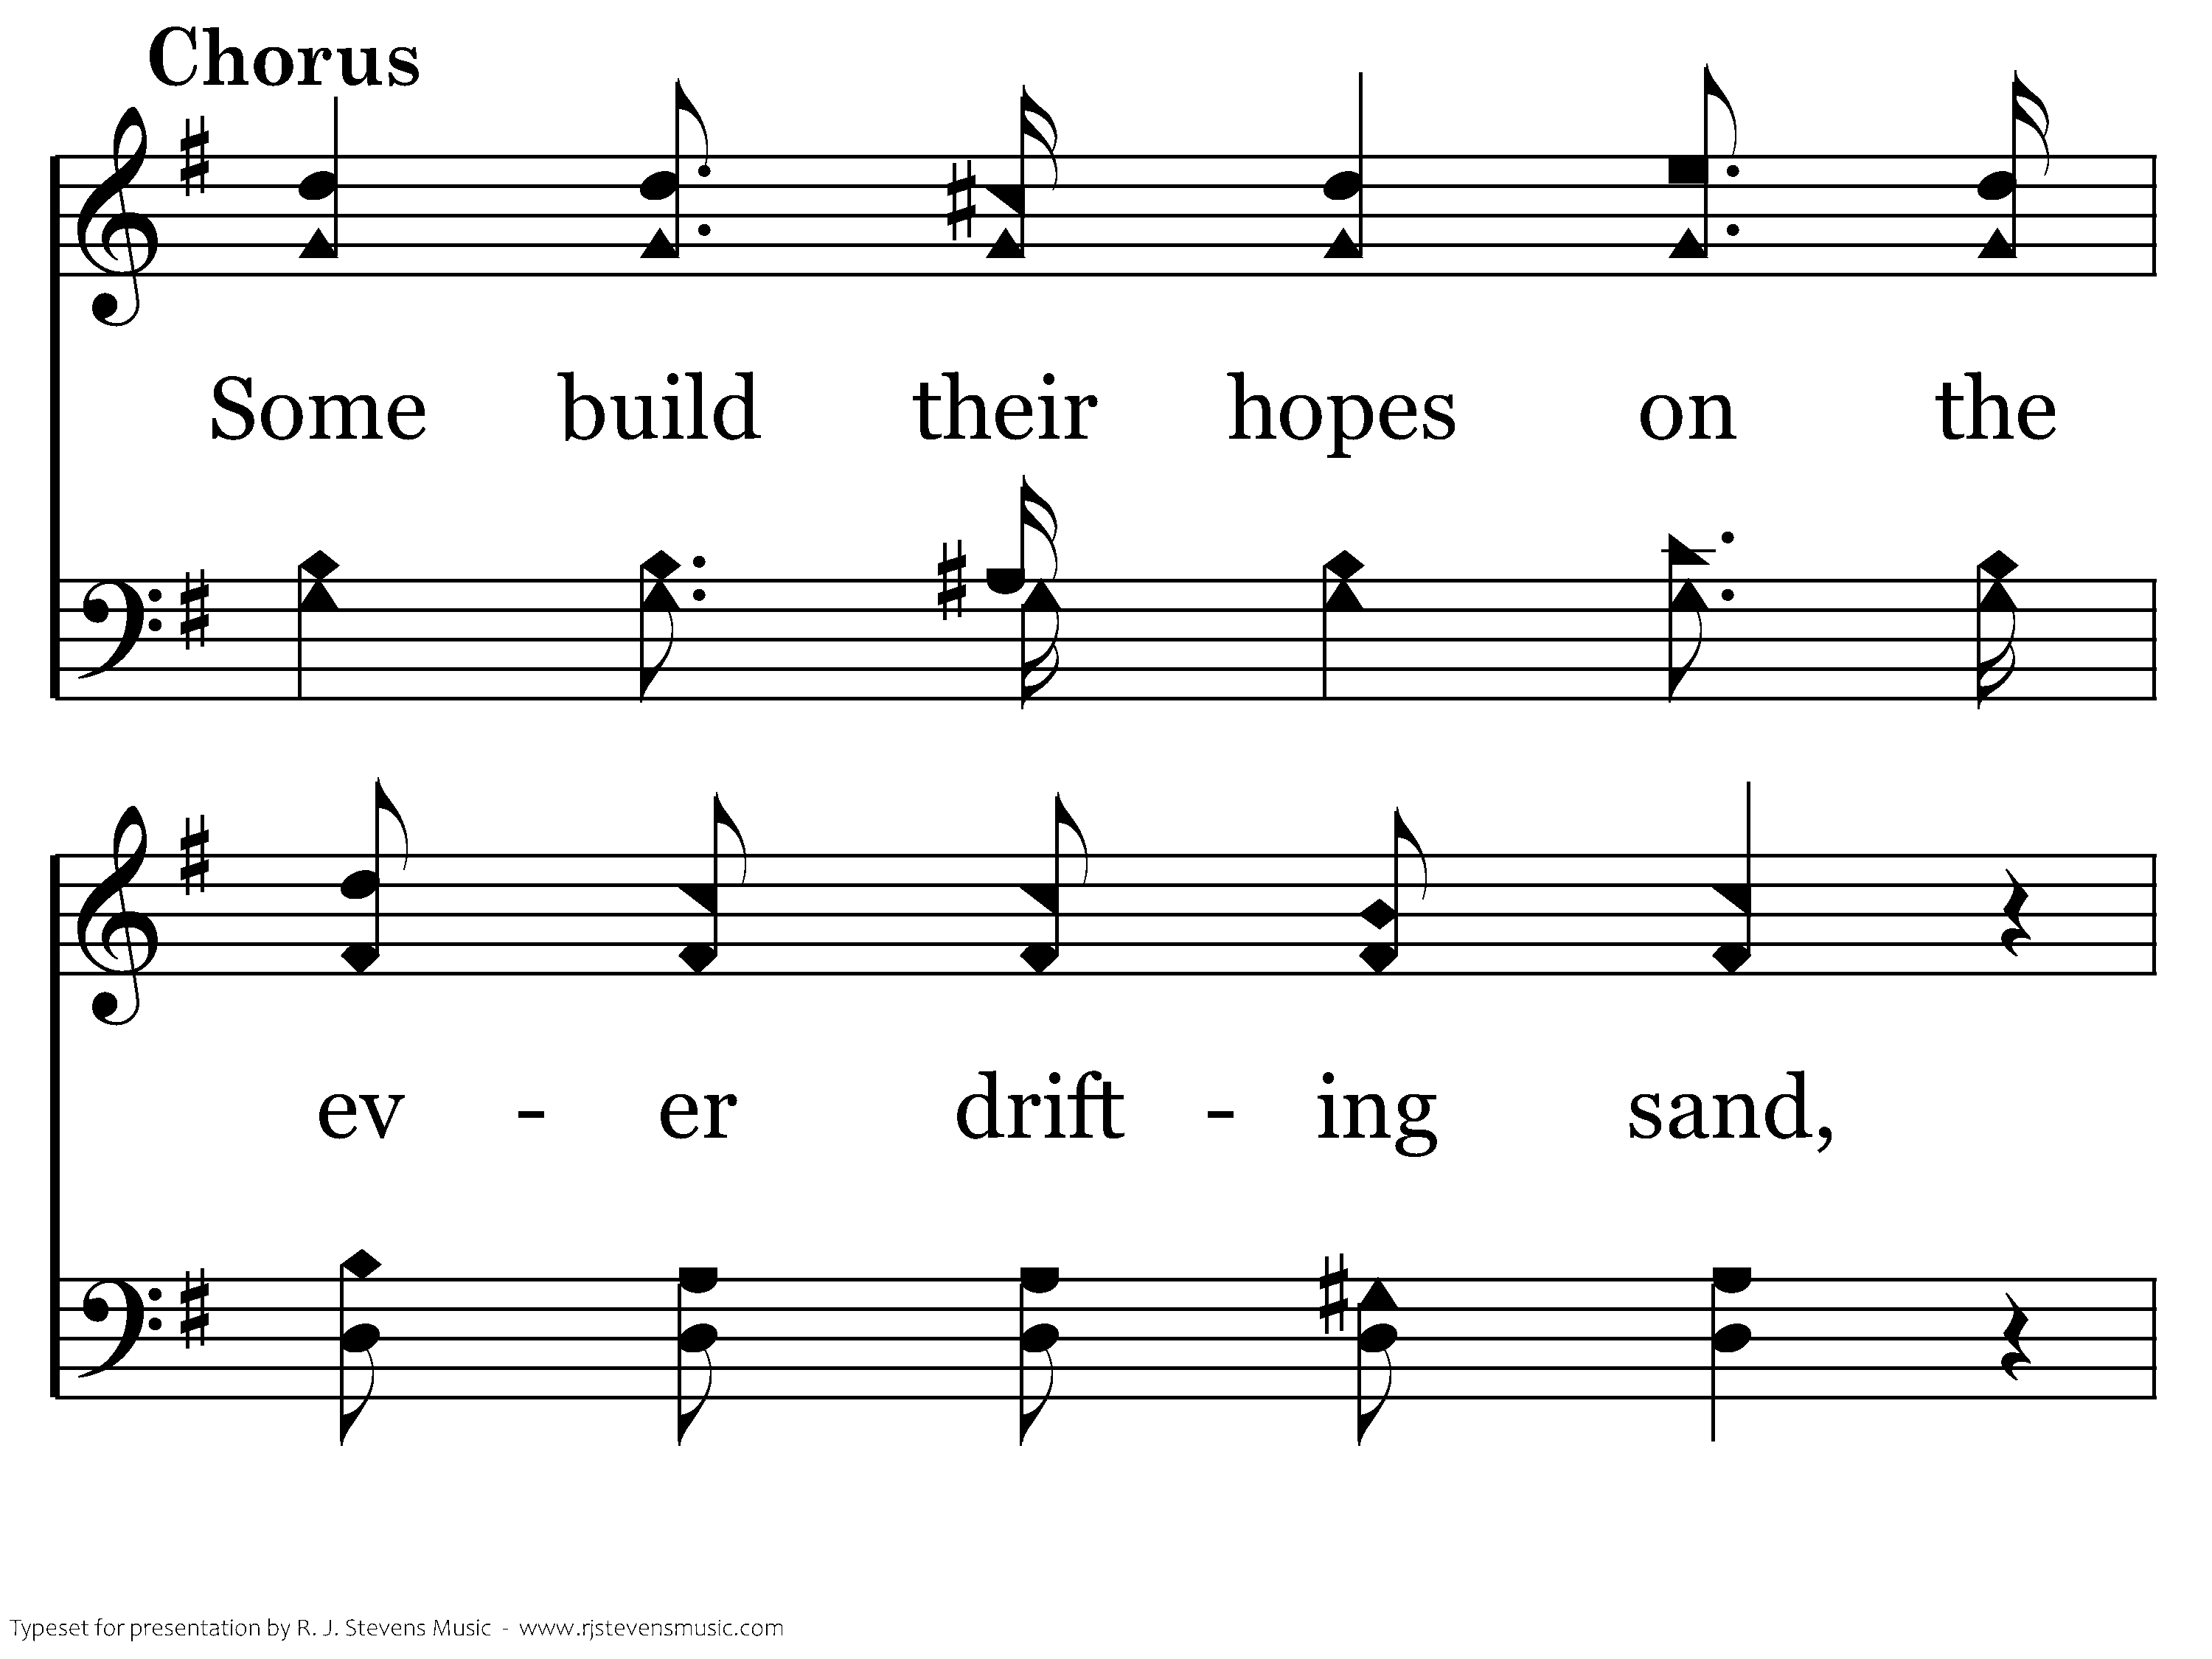 Chorus
Some build their hopes on the
ev - er drift - ing sand,
Typeset for presentation by R. J. Stevens Music - www.rjstevensmusic.com